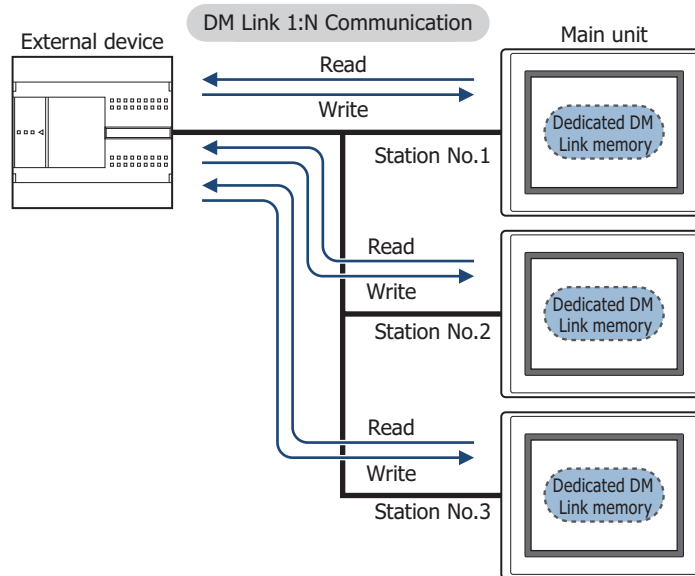 DM Link 1:N Communication
External device
Main unit
Read
Write
Dedicated DM
Link memory
Station No.1
Read
Write
Dedicated DM
Link memory
Station No.2
Read
Write
Dedicated DM
Link memory
Station No.3